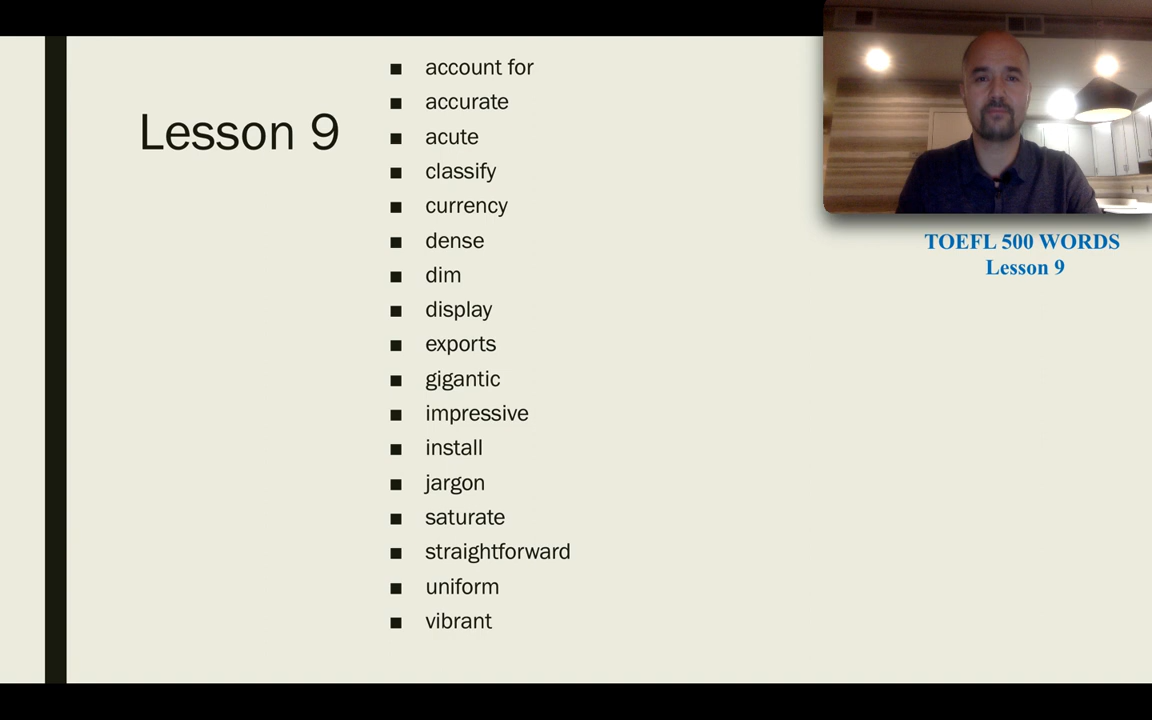 Lesson 9
account for
accurate
acute
classify
currency
dense
dim
display
exports
gigantic
impressive
install
jargon
saturate
straightforward
uniform
vibrant
TOEFL 500 WORDS
Lesson 9